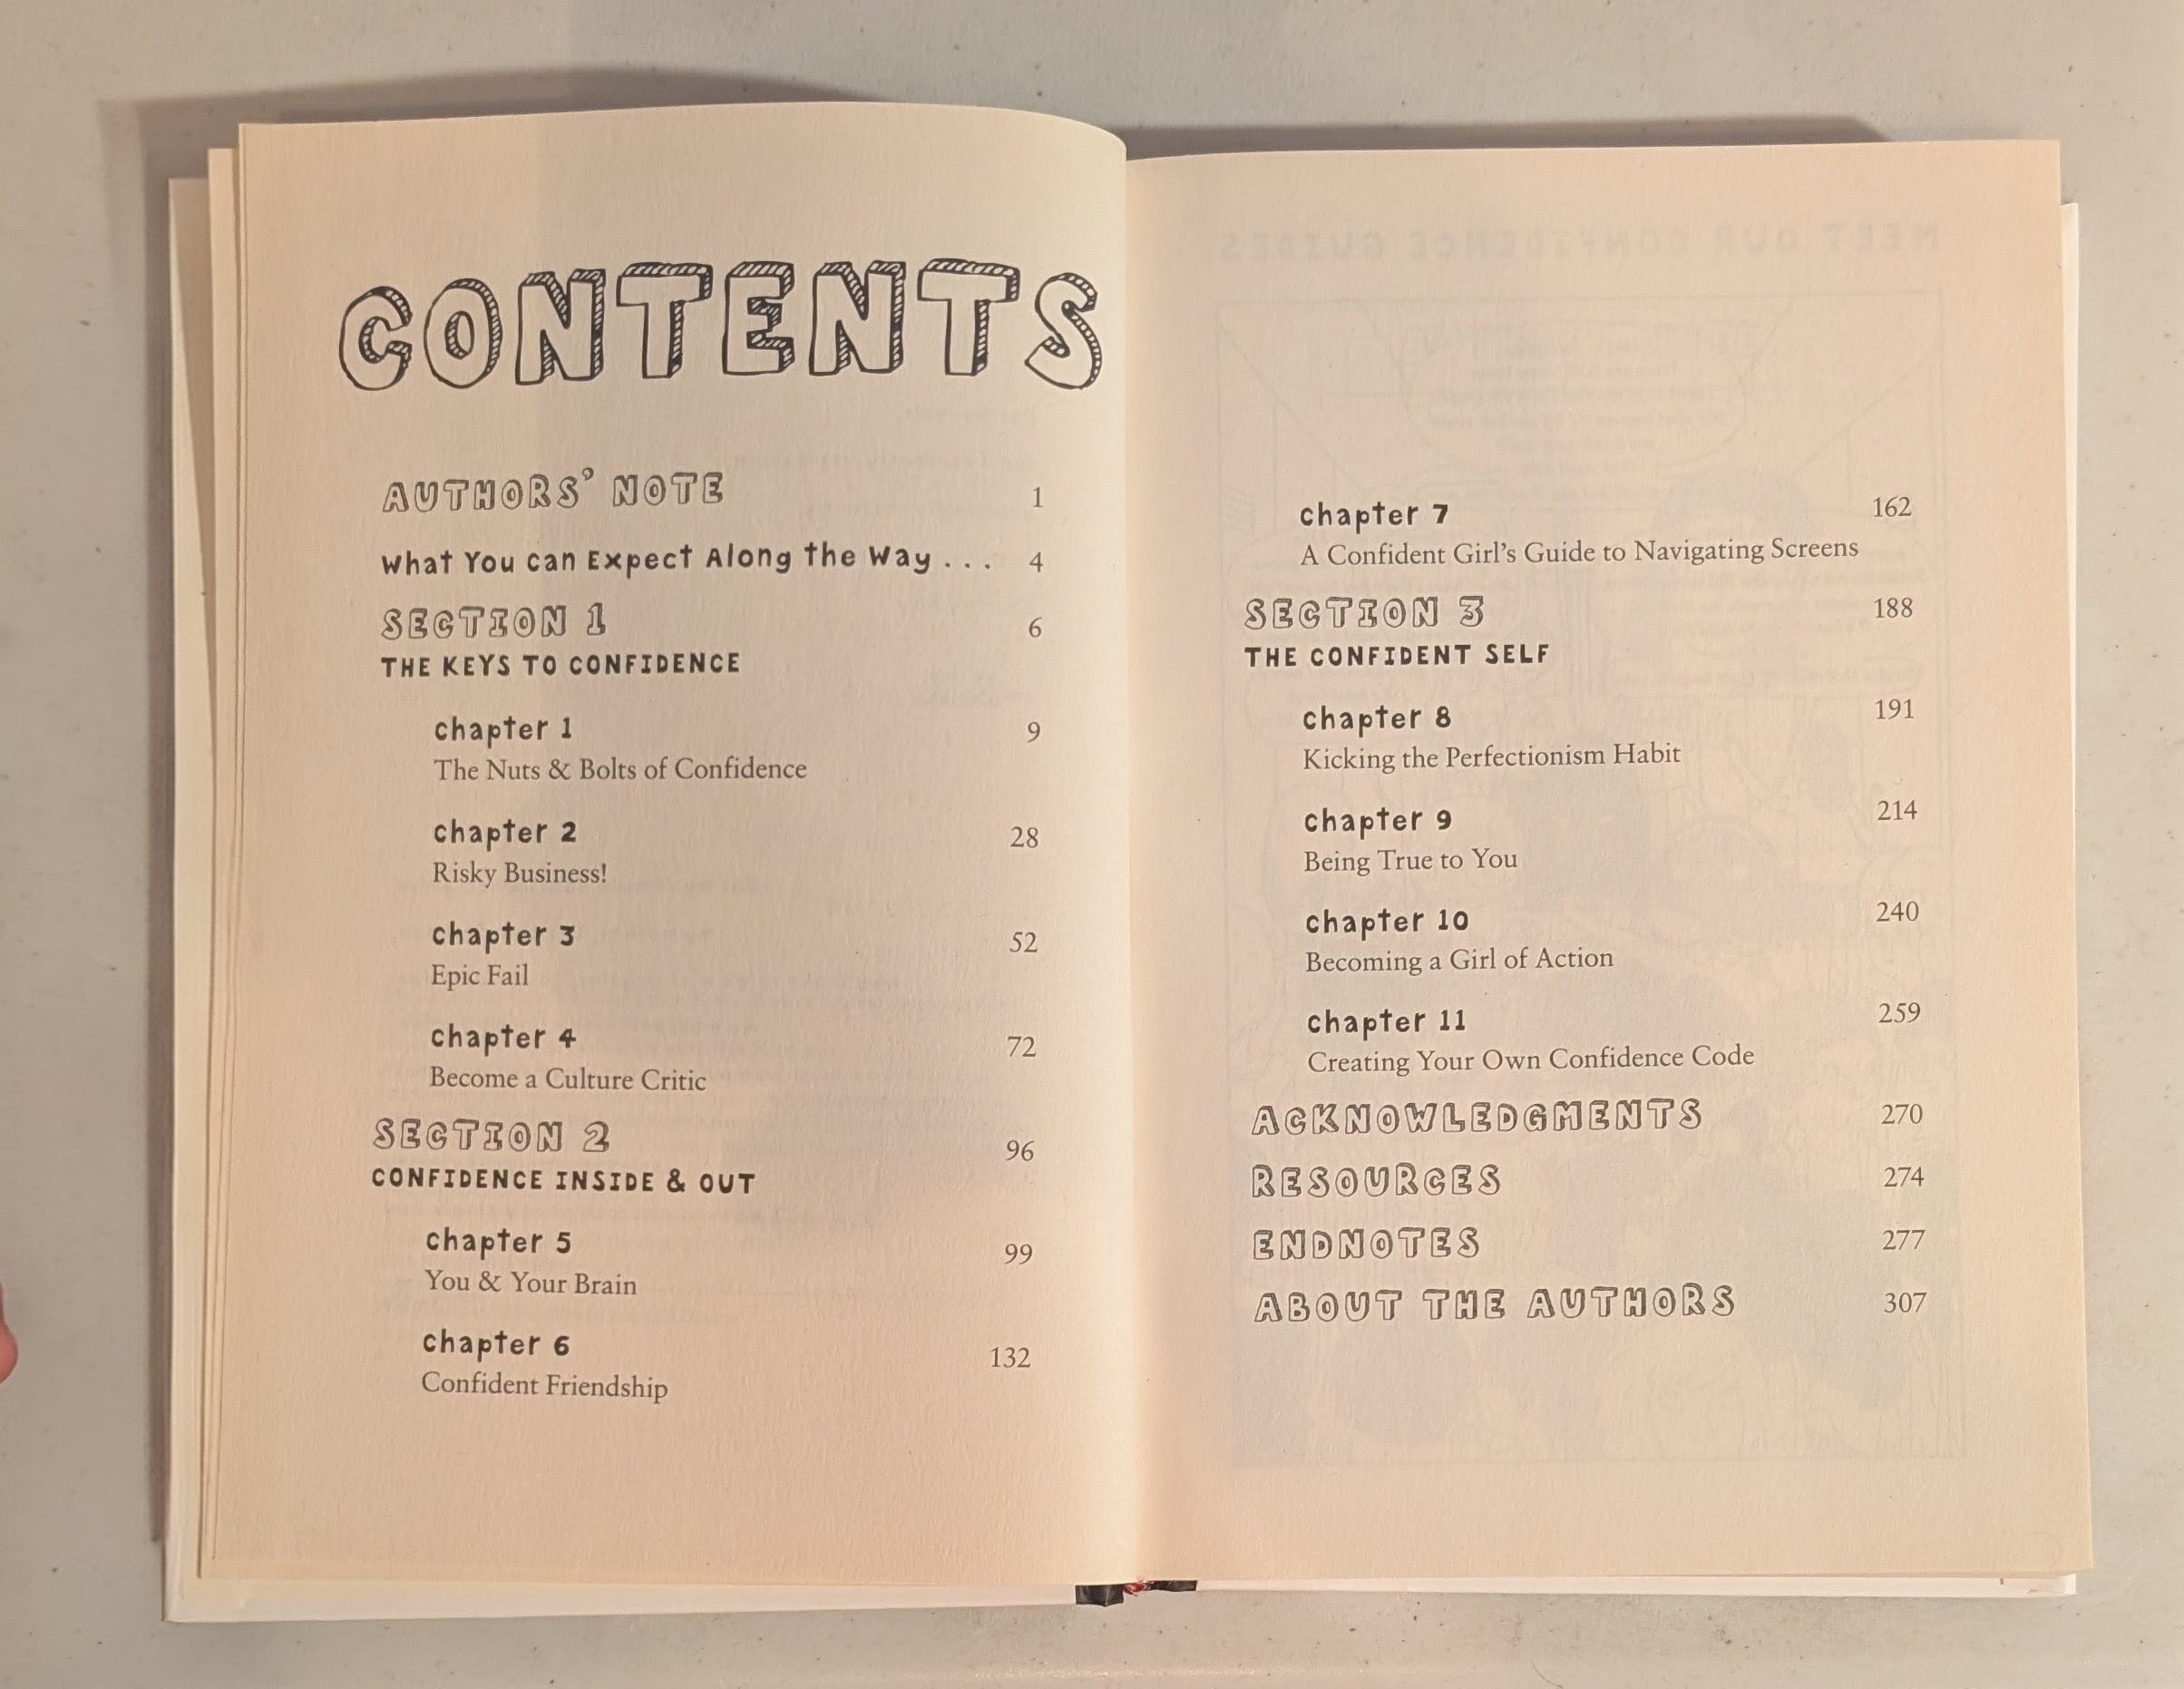 CONTENTS
AUTHORS' NOTE 1
What You Can Expect Along the Way . . . 4
SECTION 1 6
THE KEYS TO CONFIDENCE
chapter 1 9
The Nuts & Bolts of Confidence
chapter 2 28
Risky Business!
chapter 3 52
Epic Fail
chapter 4 72
Become a Culture Critic
SECTION 2 96
CONFIDENCE INSIDE & OUT
chapter 5 99
You & Your Brain
chapter 6 132
Confident Friendship
chapter 7 162
A Confident Girl's Guide to Navigating Screens
SECTION 3 188
THE CONFIDENT SELF
chapter 8 191
Kicking the Perfectionism Habit
chapter 9 214
Being True to You
chapter 10 240
Becoming a Girl of Action
chapter 11 259
Creating Your Own Confidence Code
ACKNOWLEDGMENTS 270
RESOURCES 274
ENDNOTES 277
ABOUT THE AUTHORS 307